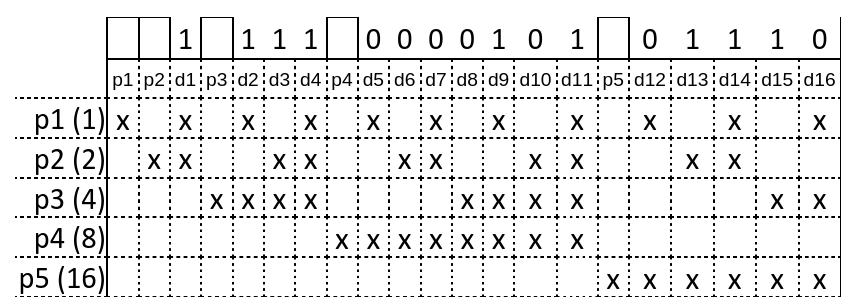 1 1 1 1 0 0 0 0 1 0 1 0 1 1 1 0
p1 p2 d1 p3 d2 d3 d4 p4 d5 d6 d7 d8 d9 d10 d11 p5 d12 d13 d14 d15 d16
p1 (1) x x x x x x x x x x x
p2 (2) x x x x x x x x x x
p3 (4) x x x x x x x x x x
p4 (8) x x x x x x x x
p5 (16) x x x x x x